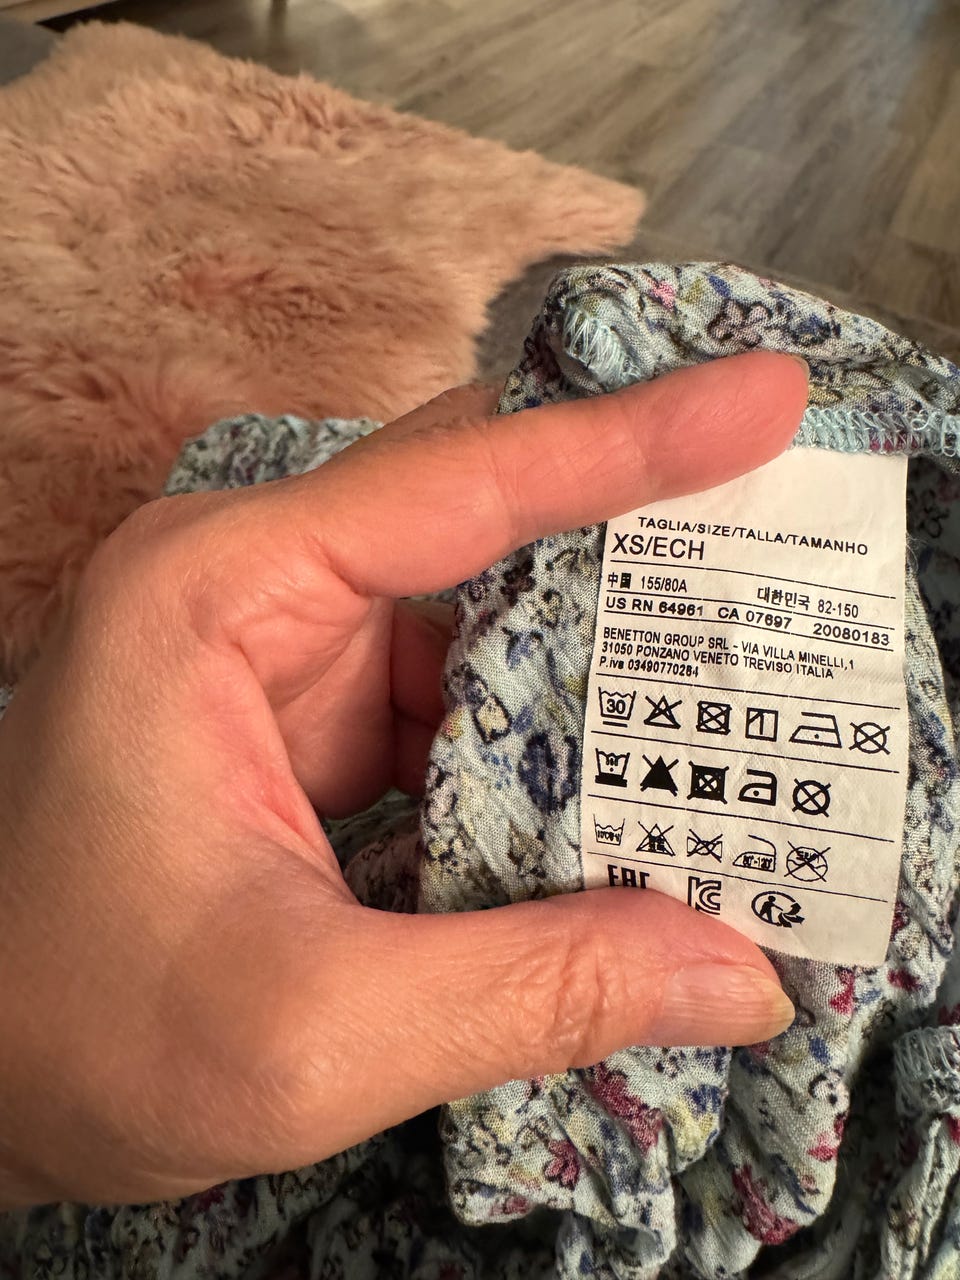 TAGLIA/SIZE/TALLA/TAMANHO
XS/ECH
中国 155/80A 대한민국 82-150
US RN 64961 CA 07697 20080183
BENETTON GROUP SRL - VIA VILLA MINELLI,1
31050 PONZANO VENETO TREVISO ITALIA
P.iva 03490770264
30
EAC